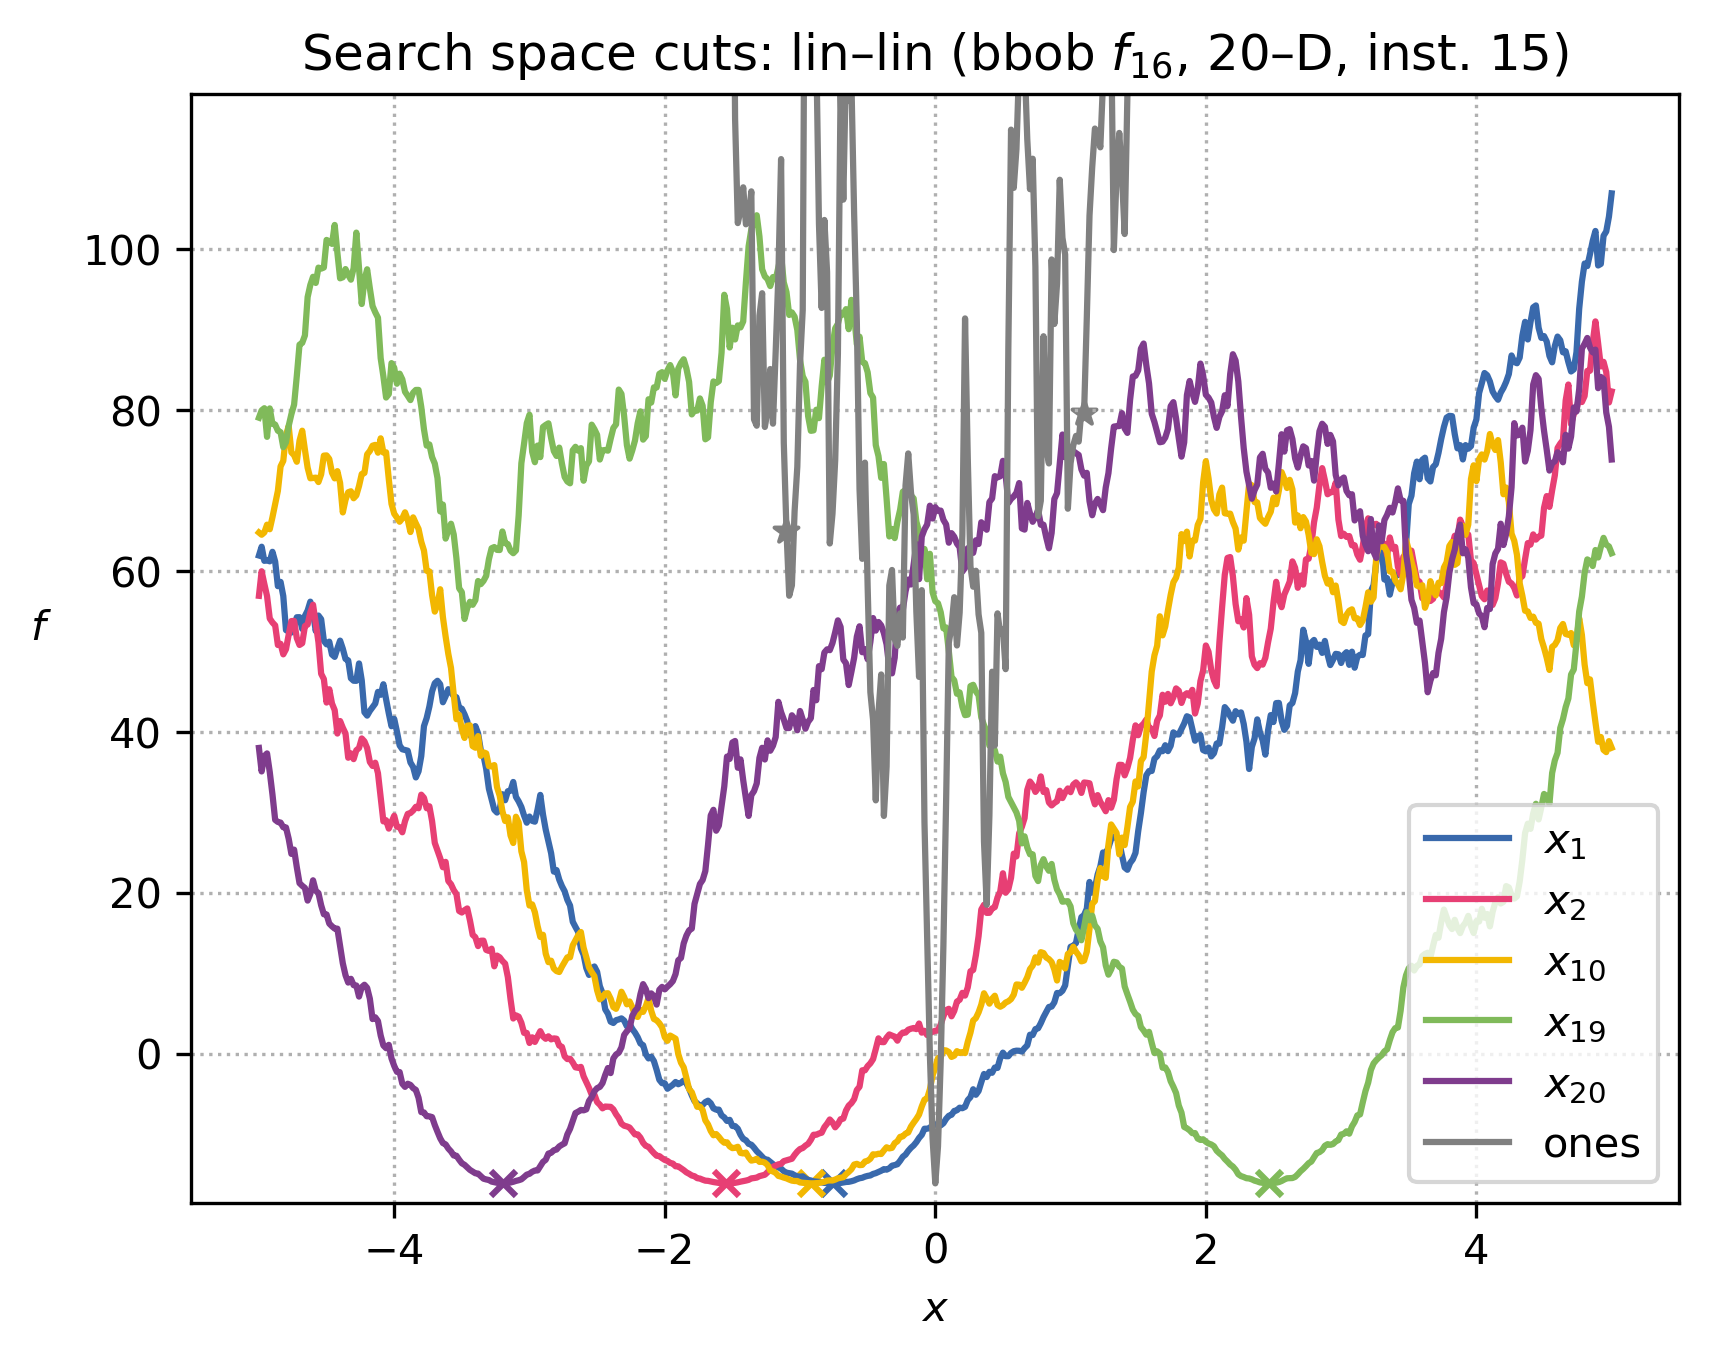 Search space cuts: lin–lin (bbob f₁₆, 20–D, inst. 15)
100
80
60
40
20
0
f
−4
−2
0
2
4
x
x₁
x₂
x₁₀
x₁₉
x₂₀
ones